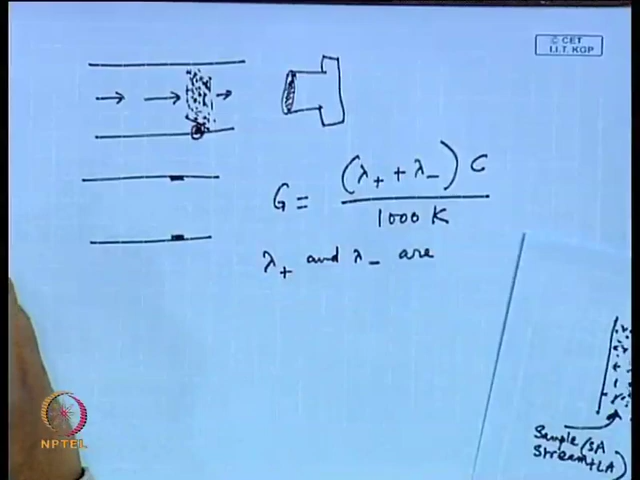 © CET
I.I.T. KGP
G = (λ₊ + λ₋) C / 1000 K
λ₊ and λ₋ are
Sample (SA
Stream + LA)
NPTEL